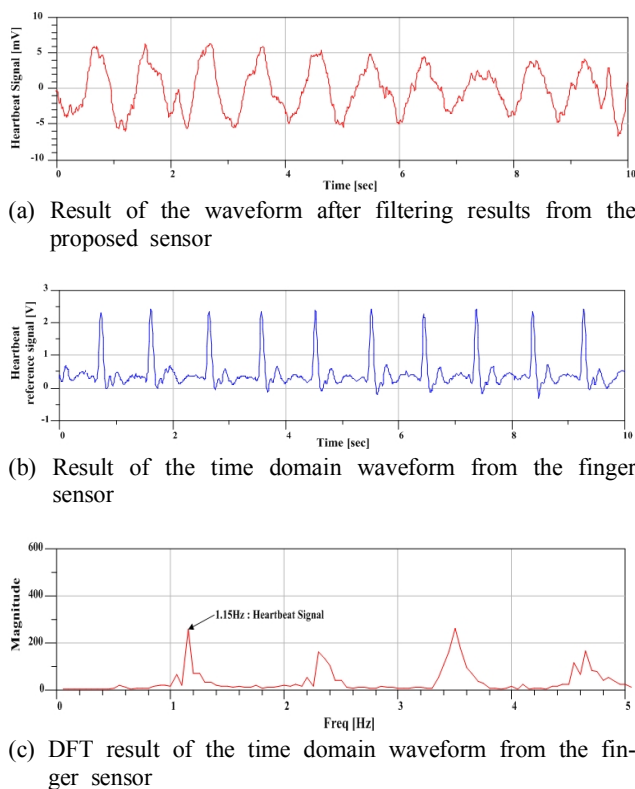 Heartbeat Signal [mV]
10
5
0
-5
-10
0 2 4 6 8 10
Time [sec]
(a) Result of the waveform after filtering results from the
proposed sensor
Heartbeat
reference signal [V]
3
2
1
0
-1
0 2 4 6 8 10
Time [sec]
(b) Result of the time domain waveform from the finger
sensor
Magnitude
600
400
200
0
1.15Hz : Heartbeat Signal
0 1 2 3 4 5
Freq [Hz]
(c) DFT result of the time domain waveform from the fin-
ger sensor